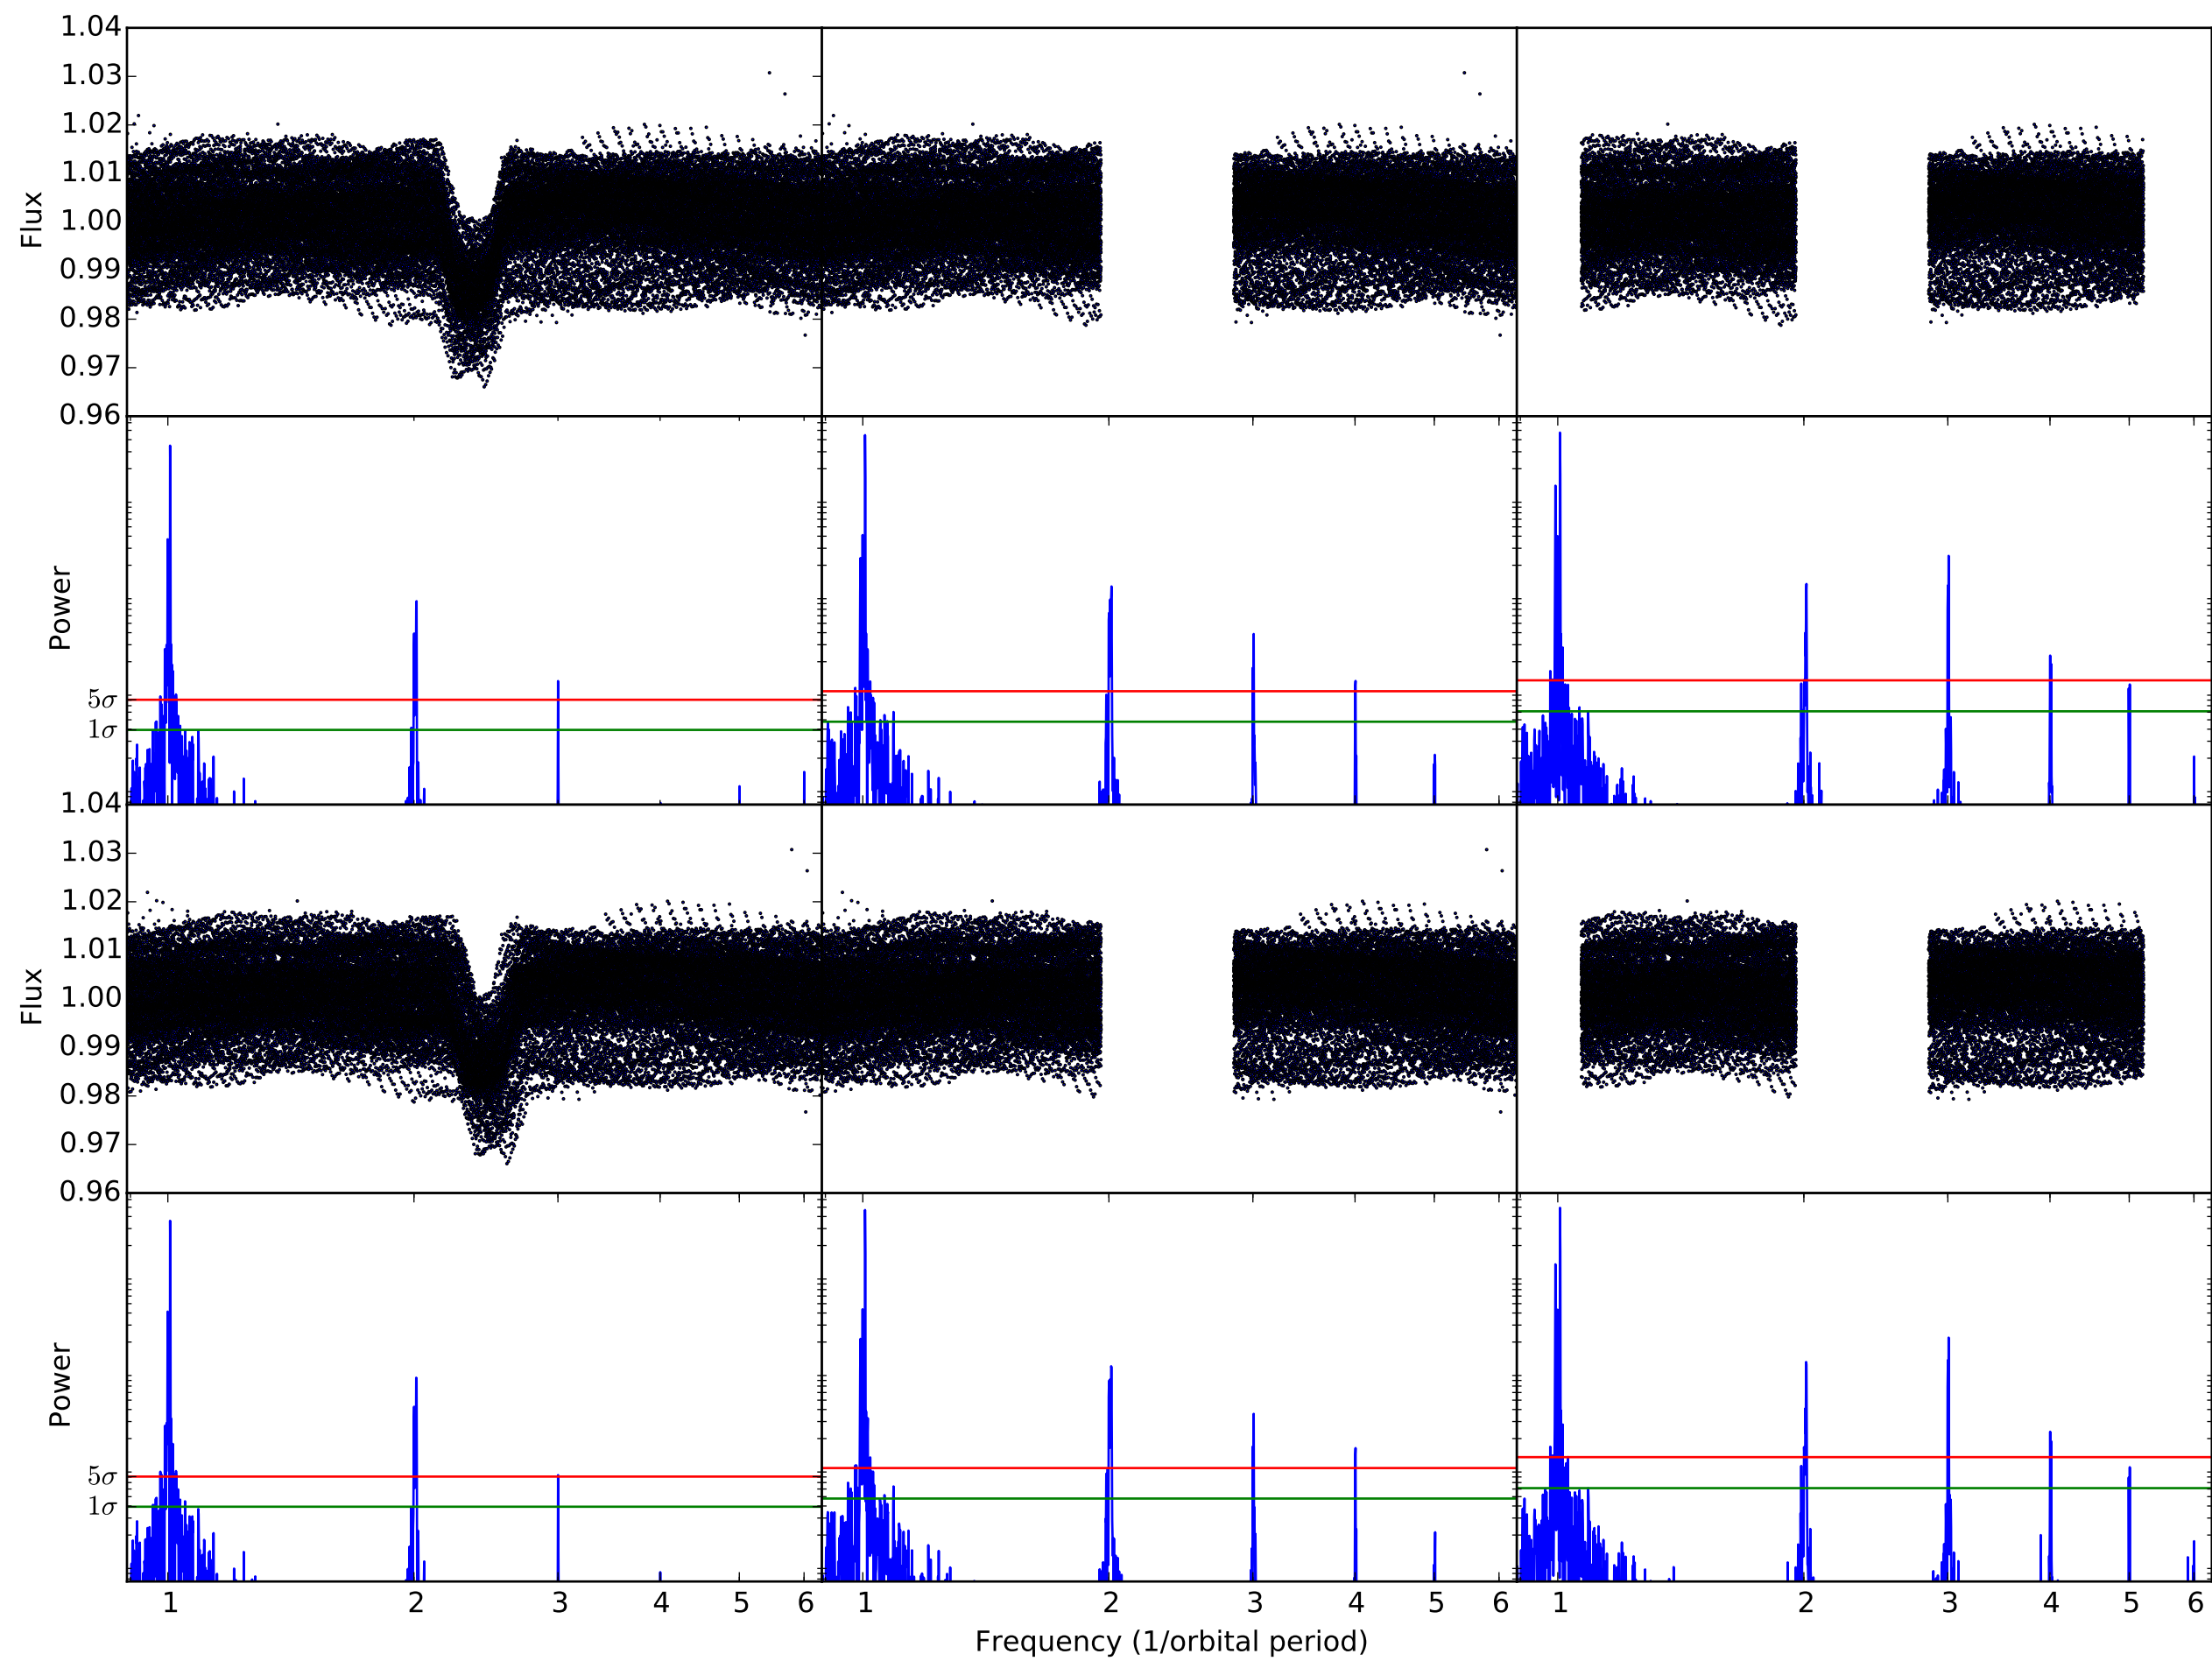 1.04
1.03
1.02
1.01
1.00
0.99
0.98
0.97
0.96
Flux
Power
5σ
1σ
1.04
1.03
1.02
1.01
1.00
0.99
0.98
0.97
0.96
Flux
Power
5σ
1σ
1 2 3 4 5 6 1 2 3 4 5 6 1 2 3 4 5 6
Frequency (1/orbital period)